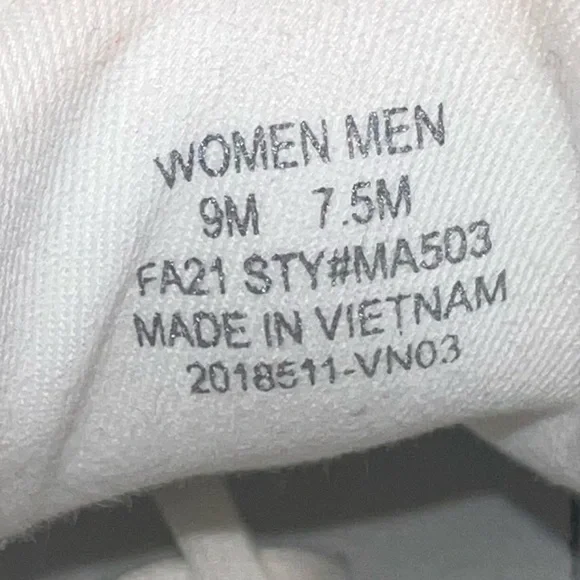 WOMEN MEN
9M 7.5M
FA21 STY#MA503
MADE IN VIETNAM
2018511-VN03